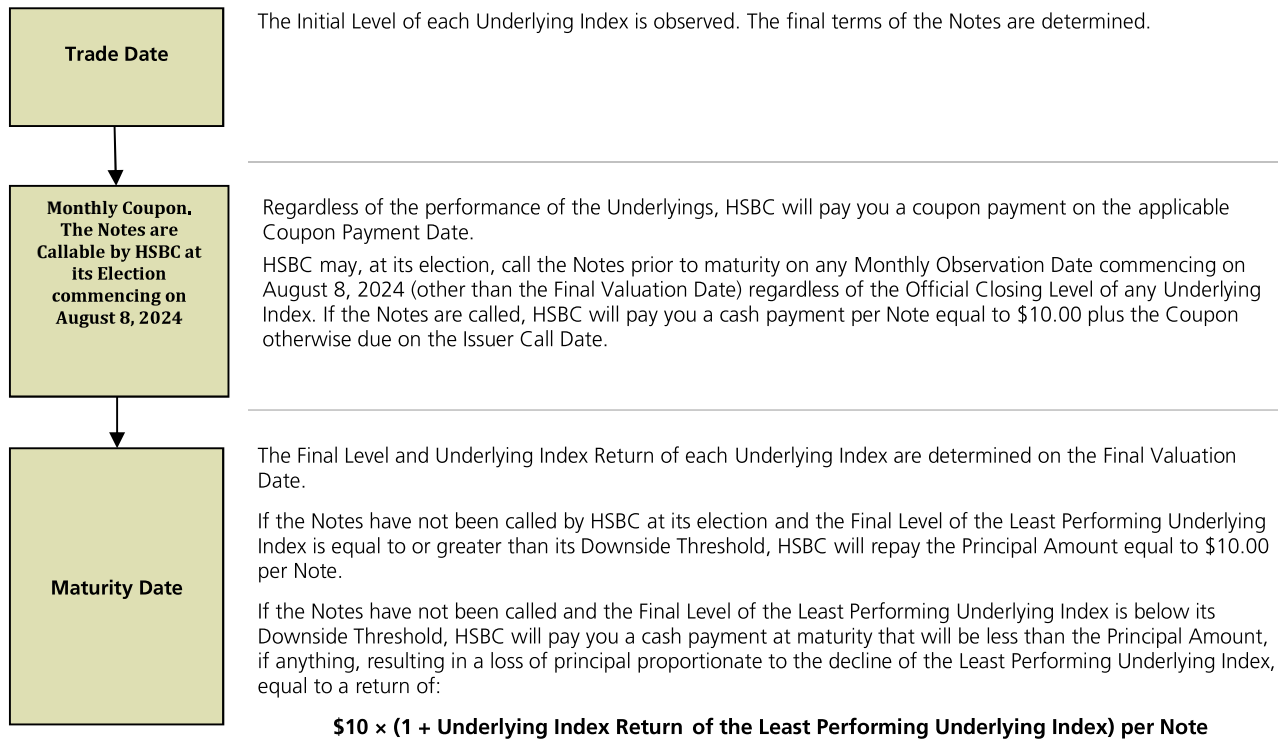 Trade Date
The Initial Level of each Underlying Index is observed. The final terms of the Notes are determined.
Monthly Coupon.
The Notes are
Callable by HSBC at
its Election
commencing on
August 8, 2024
Regardless of the performance of the Underlyings, HSBC will pay you a coupon payment on the applicable
Coupon Payment Date.
HSBC may, at its election, call the Notes prior to maturity on any Monthly Observation Date commencing on
August 8, 2024 (other than the Final Valuation Date) regardless of the Official Closing Level of any Underlying
Index. If the Notes are called, HSBC will pay you a cash payment per Note equal to $10.00 plus the Coupon
otherwise due on the Issuer Call Date.
Maturity Date
The Final Level and Underlying Index Return of each Underlying Index are determined on the Final Valuation
Date.
If the Notes have not been called by HSBC at its election and the Final Level of the Least Performing Underlying
Index is equal to or greater than its Downside Threshold, HSBC will repay the Principal Amount equal to $10.00
per Note.
If the Notes have not been called and the Final Level of the Least Performing Underlying Index is below its
Downside Threshold, HSBC will pay you a cash payment at maturity that will be less than the Principal Amount,
if anything, resulting in a loss of principal proportionate to the decline of the Least Performing Underlying Index,
equal to a return of:
$10 × (1 + Underlying Index Return of the Least Performing Underlying Index) per Note